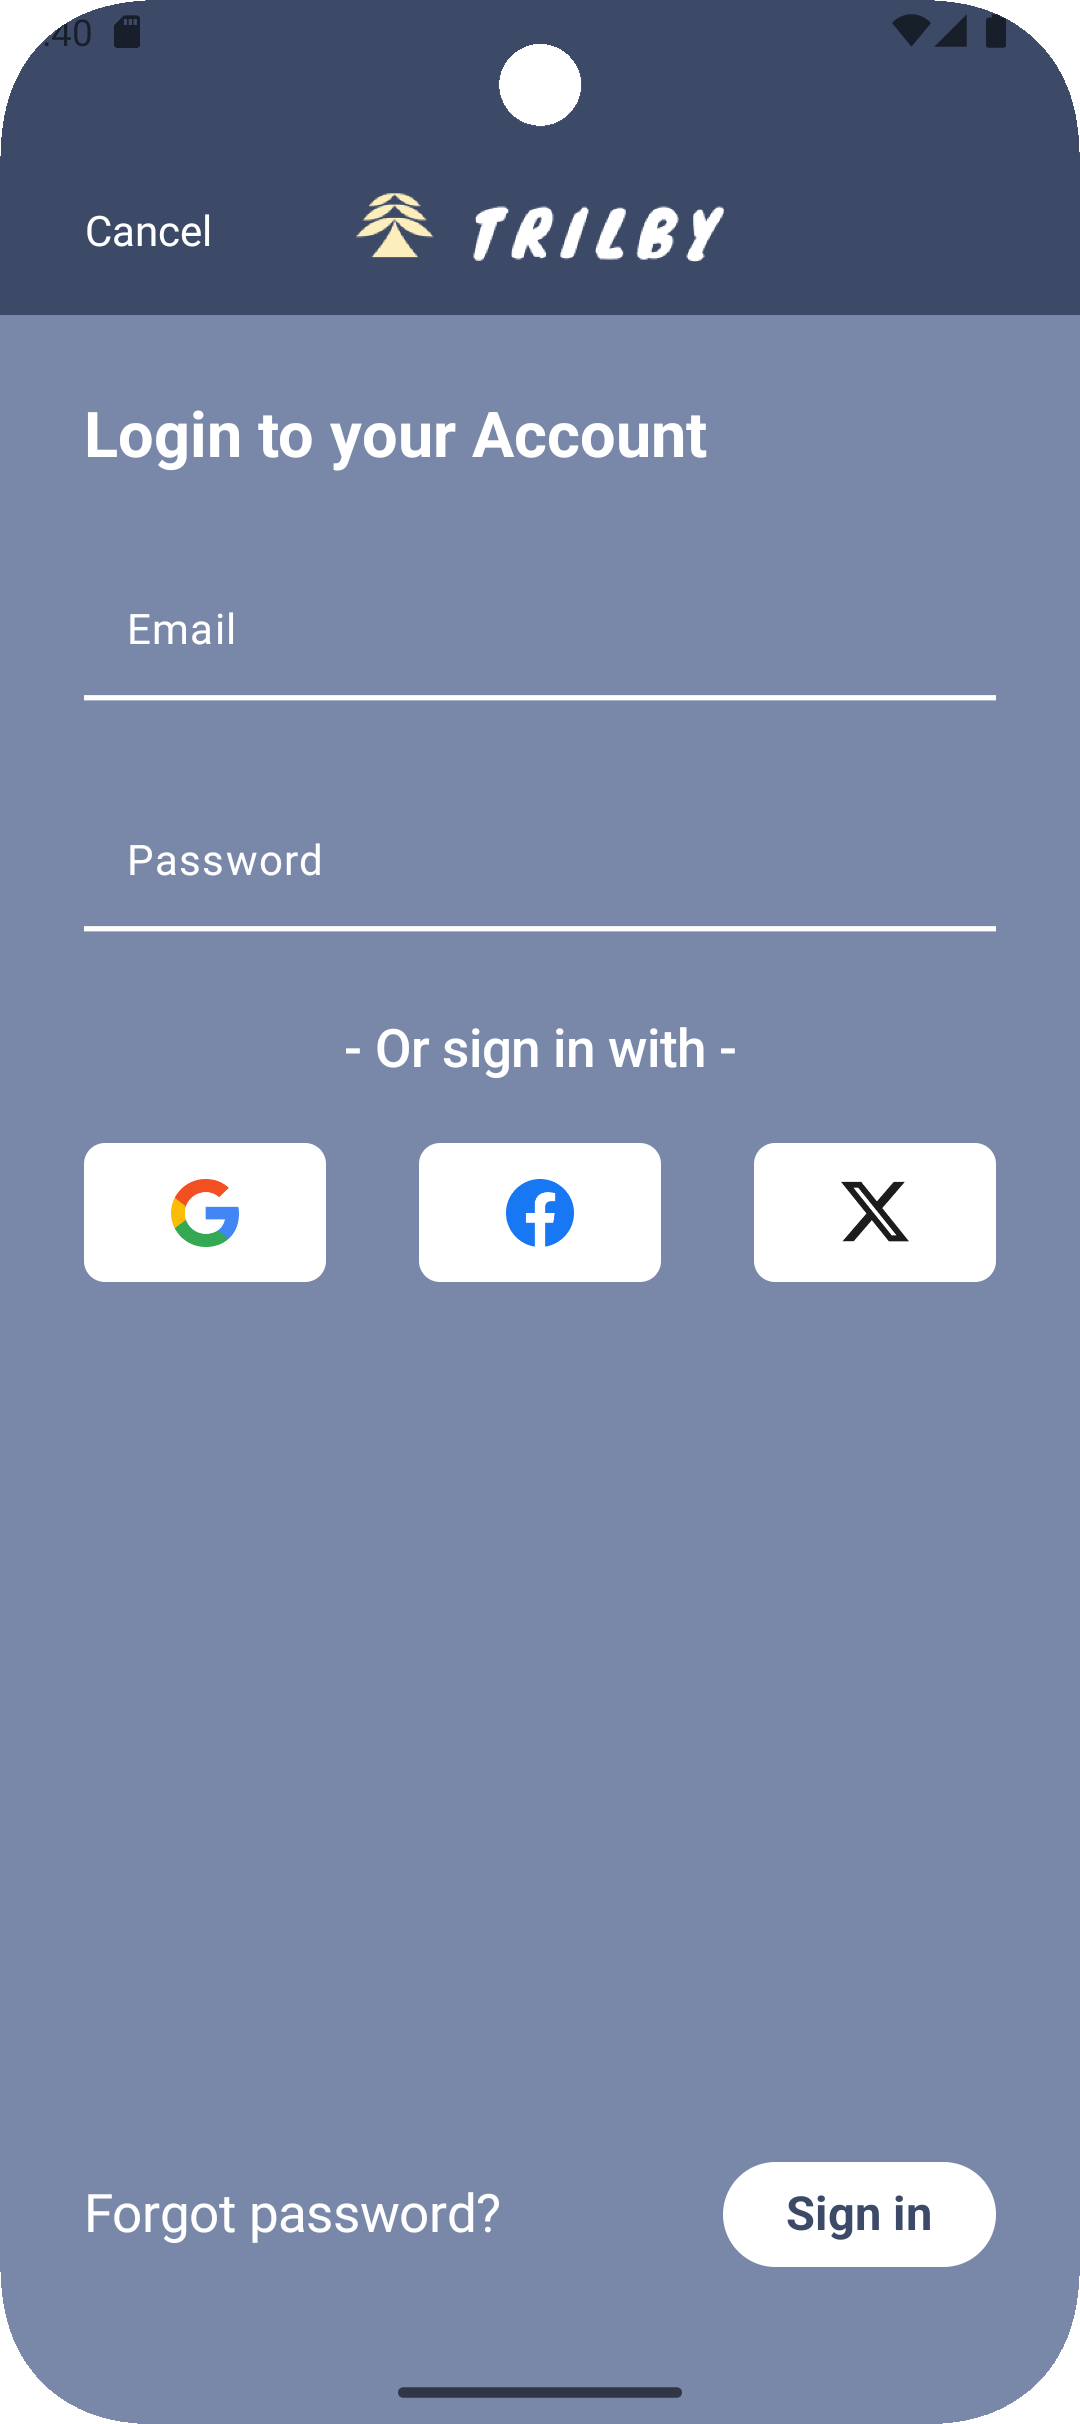 :40
Cancel
TRILBY
Login to your Account
Email
Password
- Or sign in with -
Forgot password?
Sign in